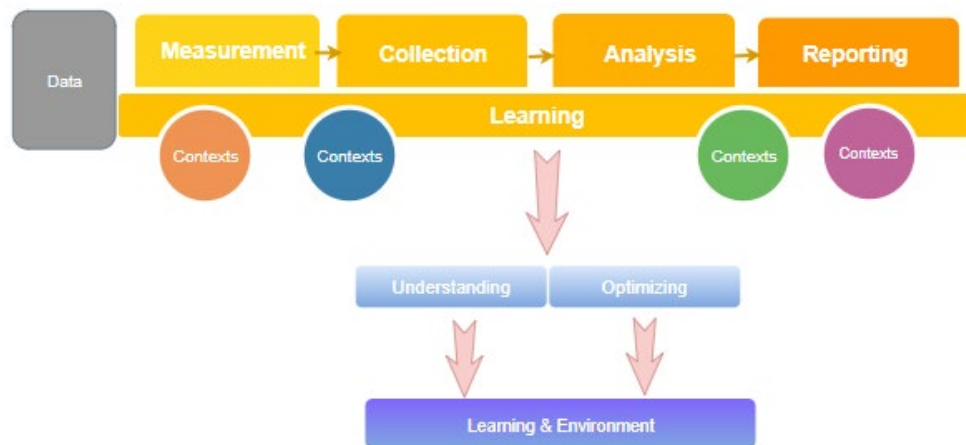 Data
Measurement
Collection
Analysis
Reporting
Learning
Contexts
Contexts
Contexts
Contexts
Understanding
Optimizing
Learning & Environment